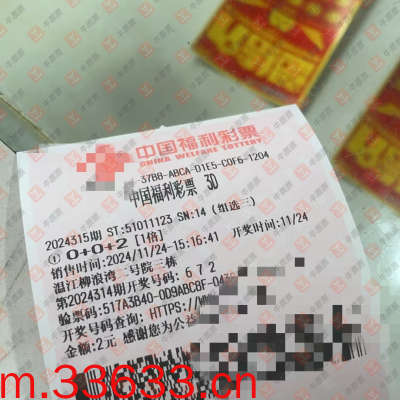 中国福利彩票
CHINA WELFARE LOTTERY
37BB-ABCA-D1E5-C0F6-1204
中国福利彩票 3D
2024315期 ST:51011123 SN:14 (组选三)
① 0+0+2 [1倍]
销售时间:2024/11/24-15:16:41 开奖时间:11/24
温江柳浪湾三号院三栋
第2024314期开奖号码: 6 7 2
验票码:517A3B40-0D9ABC8F-047
开奖号码查询: HTTPS://
金额:2元 感谢您为公益
m.33633.cn